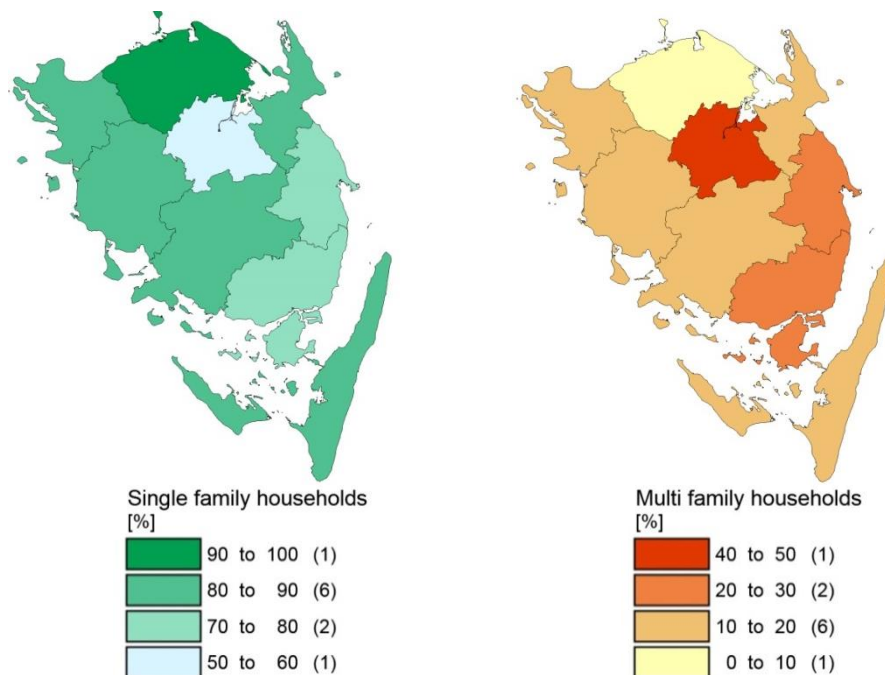 Single family households
[%]
90 to 100 (1)
80 to 90 (6)
70 to 80 (2)
50 to 60 (1)
Multi family households
[%]
40 to 50 (1)
20 to 30 (2)
10 to 20 (6)
0 to 10 (1)